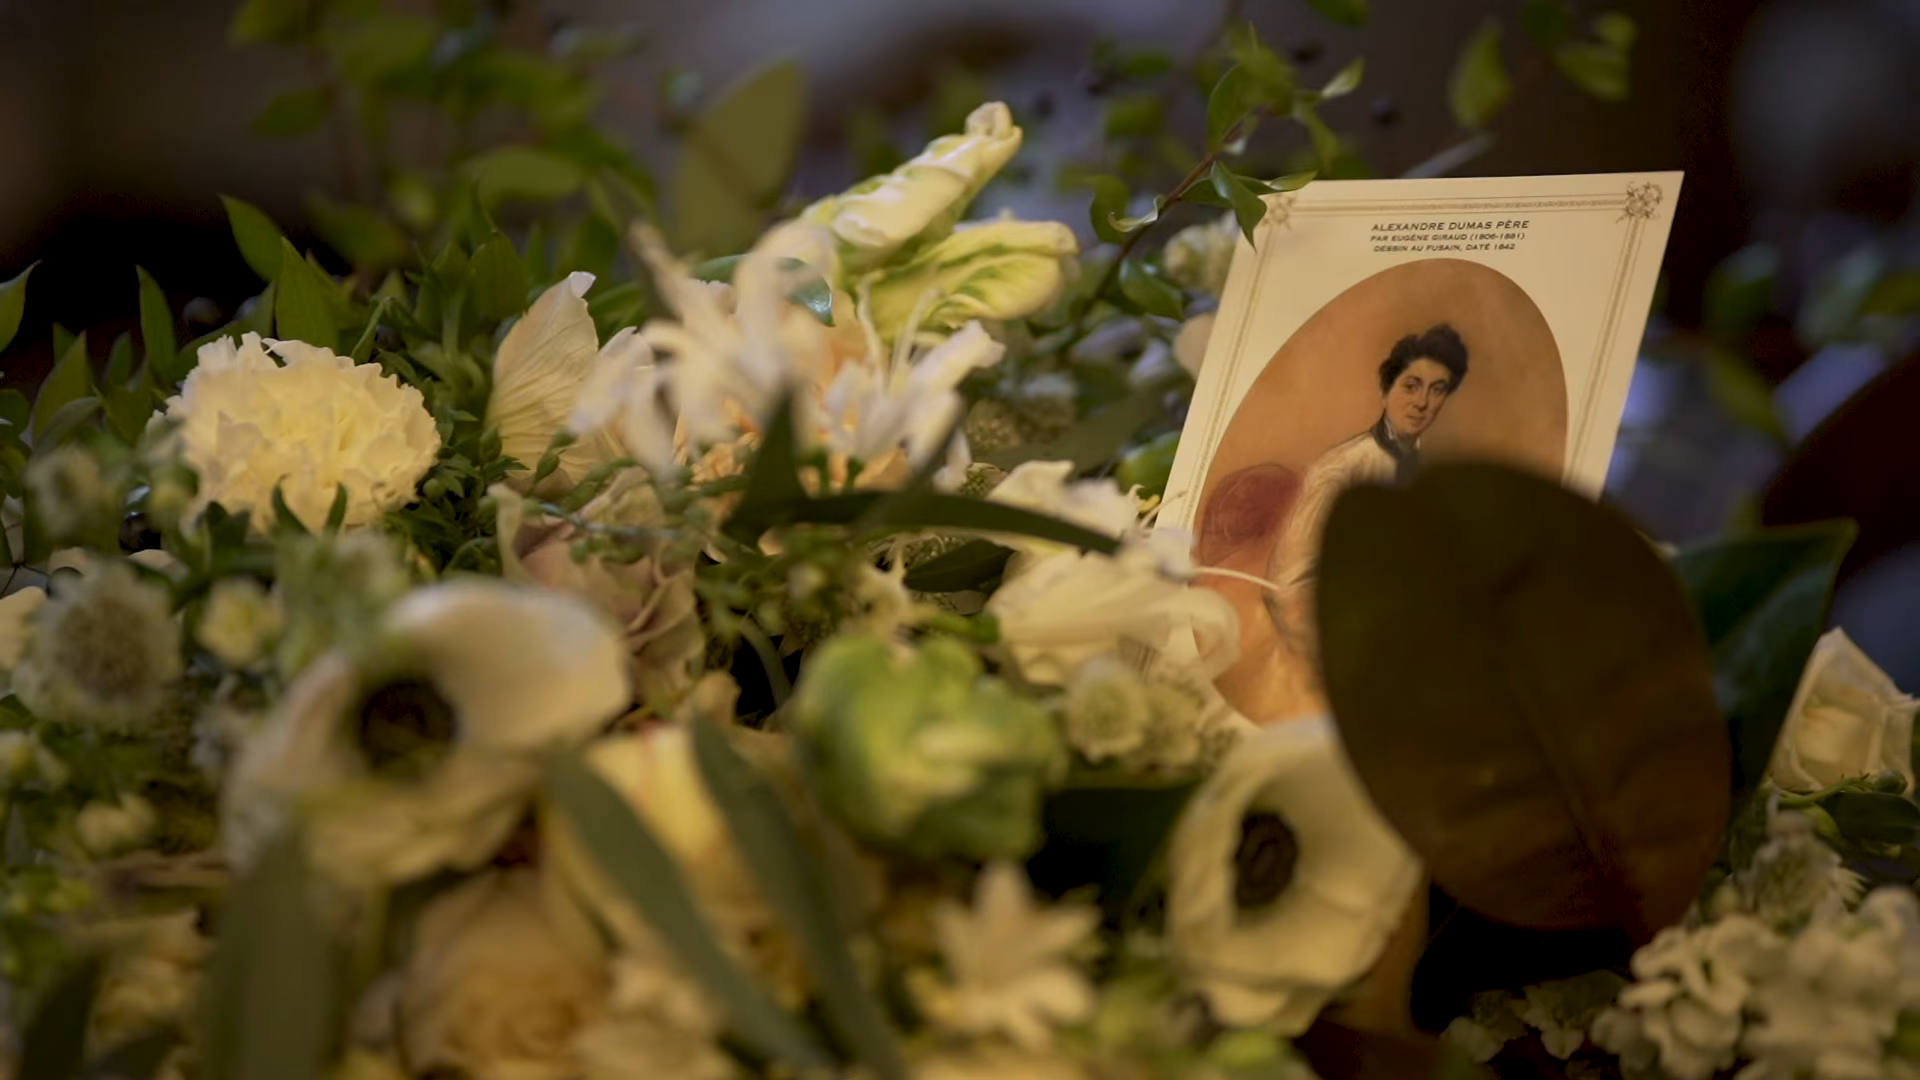 ALEXANDRE DUMAS PÈRE
PAR EUGÈNE GIRAUD (1806-1881)
DESSIN AU FUSAIN, DATÉ 1842